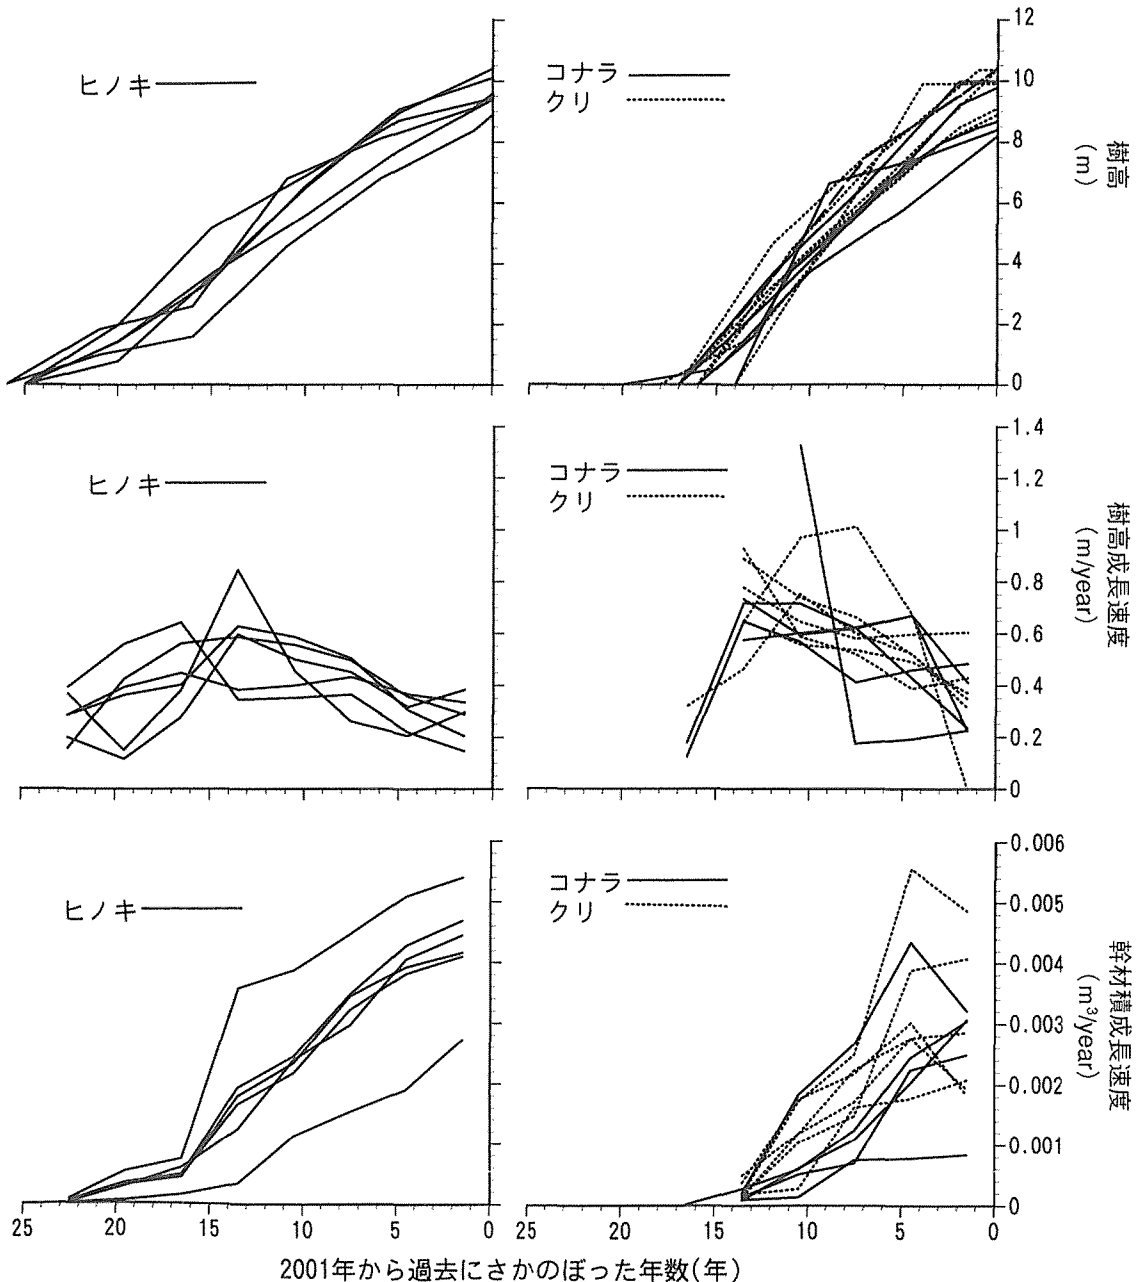 ヒノキ
コナラ
クリ
12
10
8
6
4
2
0
樹高
(m)
ヒノキ
コナラ
クリ
1.4
1.2
1
0.8
0.6
0.4
0.2
0
樹高成長速度
(m/year)
ヒノキ
コナラ
クリ
0.006
0.005
0.004
0.003
0.002
0.001
0
幹材積成長速度
(m³/year)
25 20 15 10 5 0
25 20 15 10 5 0
2001年から過去にさかのぼった年数(年)